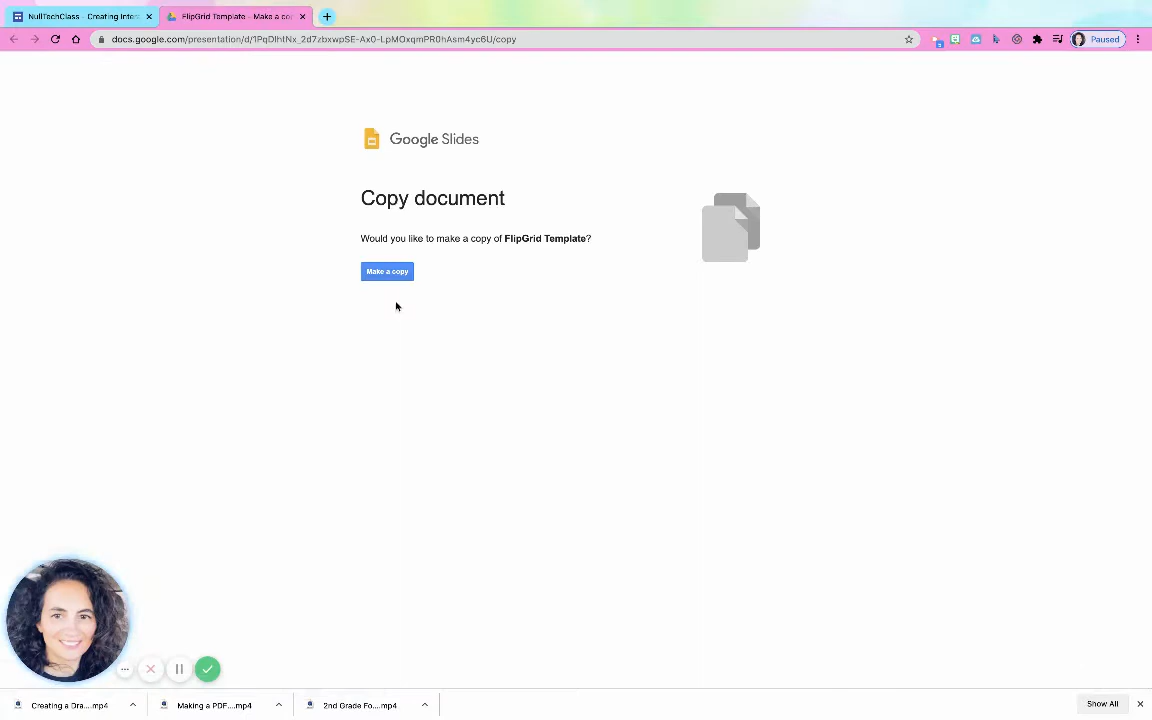 NullTechClass - Creating Inter
FlipGrid Template - Make a co
docs.google.com/presentation/d/1PqDlhtNx_2d7zbxwpSE-Ax0-LpMOxqmPR0hAsm4yc6U/copy
Paused
Google Slides
Copy document
Would you like to make a copy of FlipGrid Template?
Make a copy
Creating a Dra....mp4
Making a PDF....mp4
2nd Grade Fo....mp4
Show All